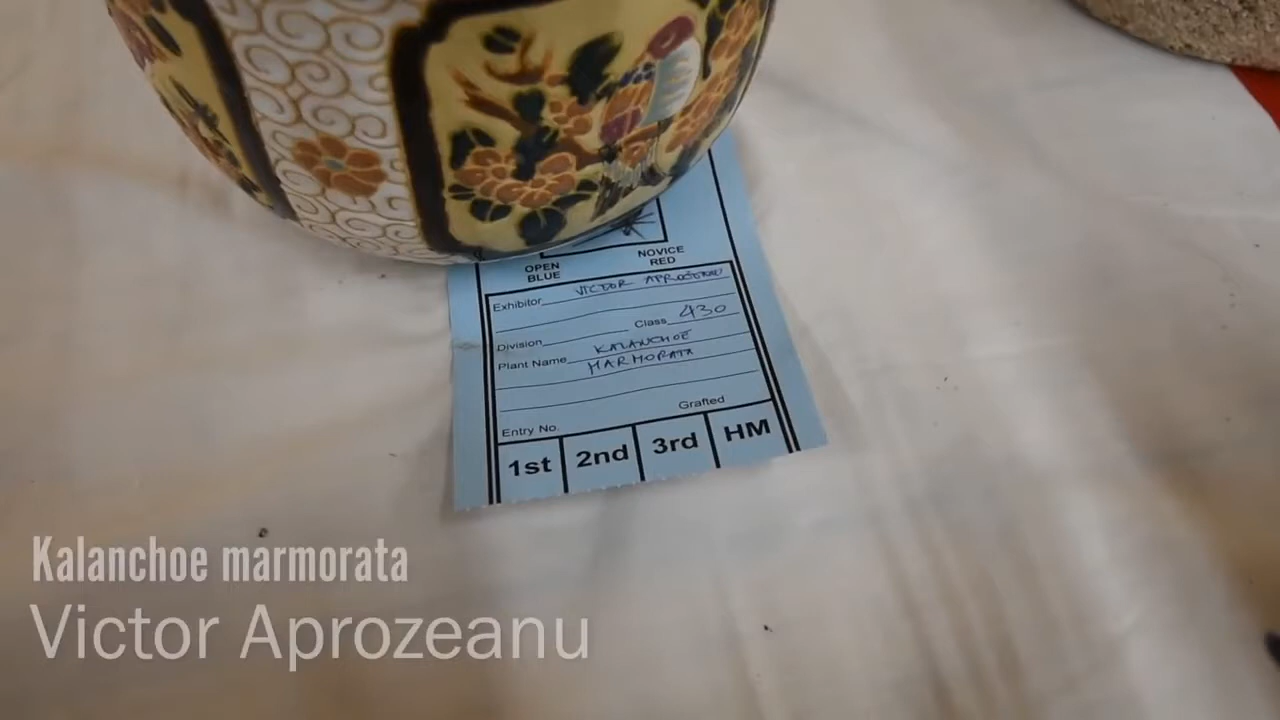 OPEN
BLUE
NOVICE
RED
Exhibitor VICTOR APROZEANU
Division Class 430
Plant Name KALANCHOE
MARMORATA
Grafted
Entry No.
1st 2nd 3rd HM
Kalanchoe marmorata
Victor Aprozeanu